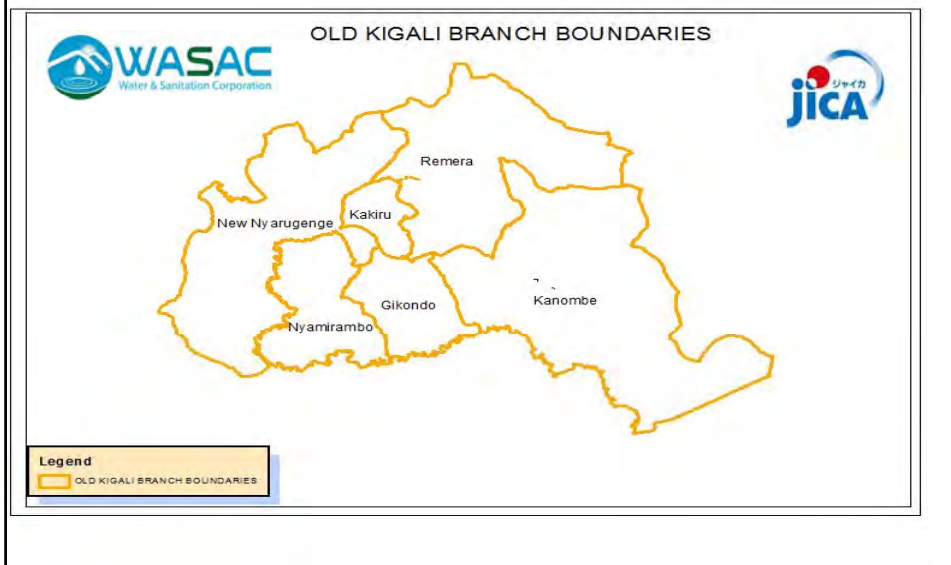 OLD KIGALI BRANCH BOUNDARIES
WASAC
Water & Sanitation Corporation
ジャイカ
jICA
Remera
Kakiru
New Nyarugenge
Gikondo
Kanombe
Nyamirambo
Legend
OLD KIGALI BRANCH BOUNDARIES